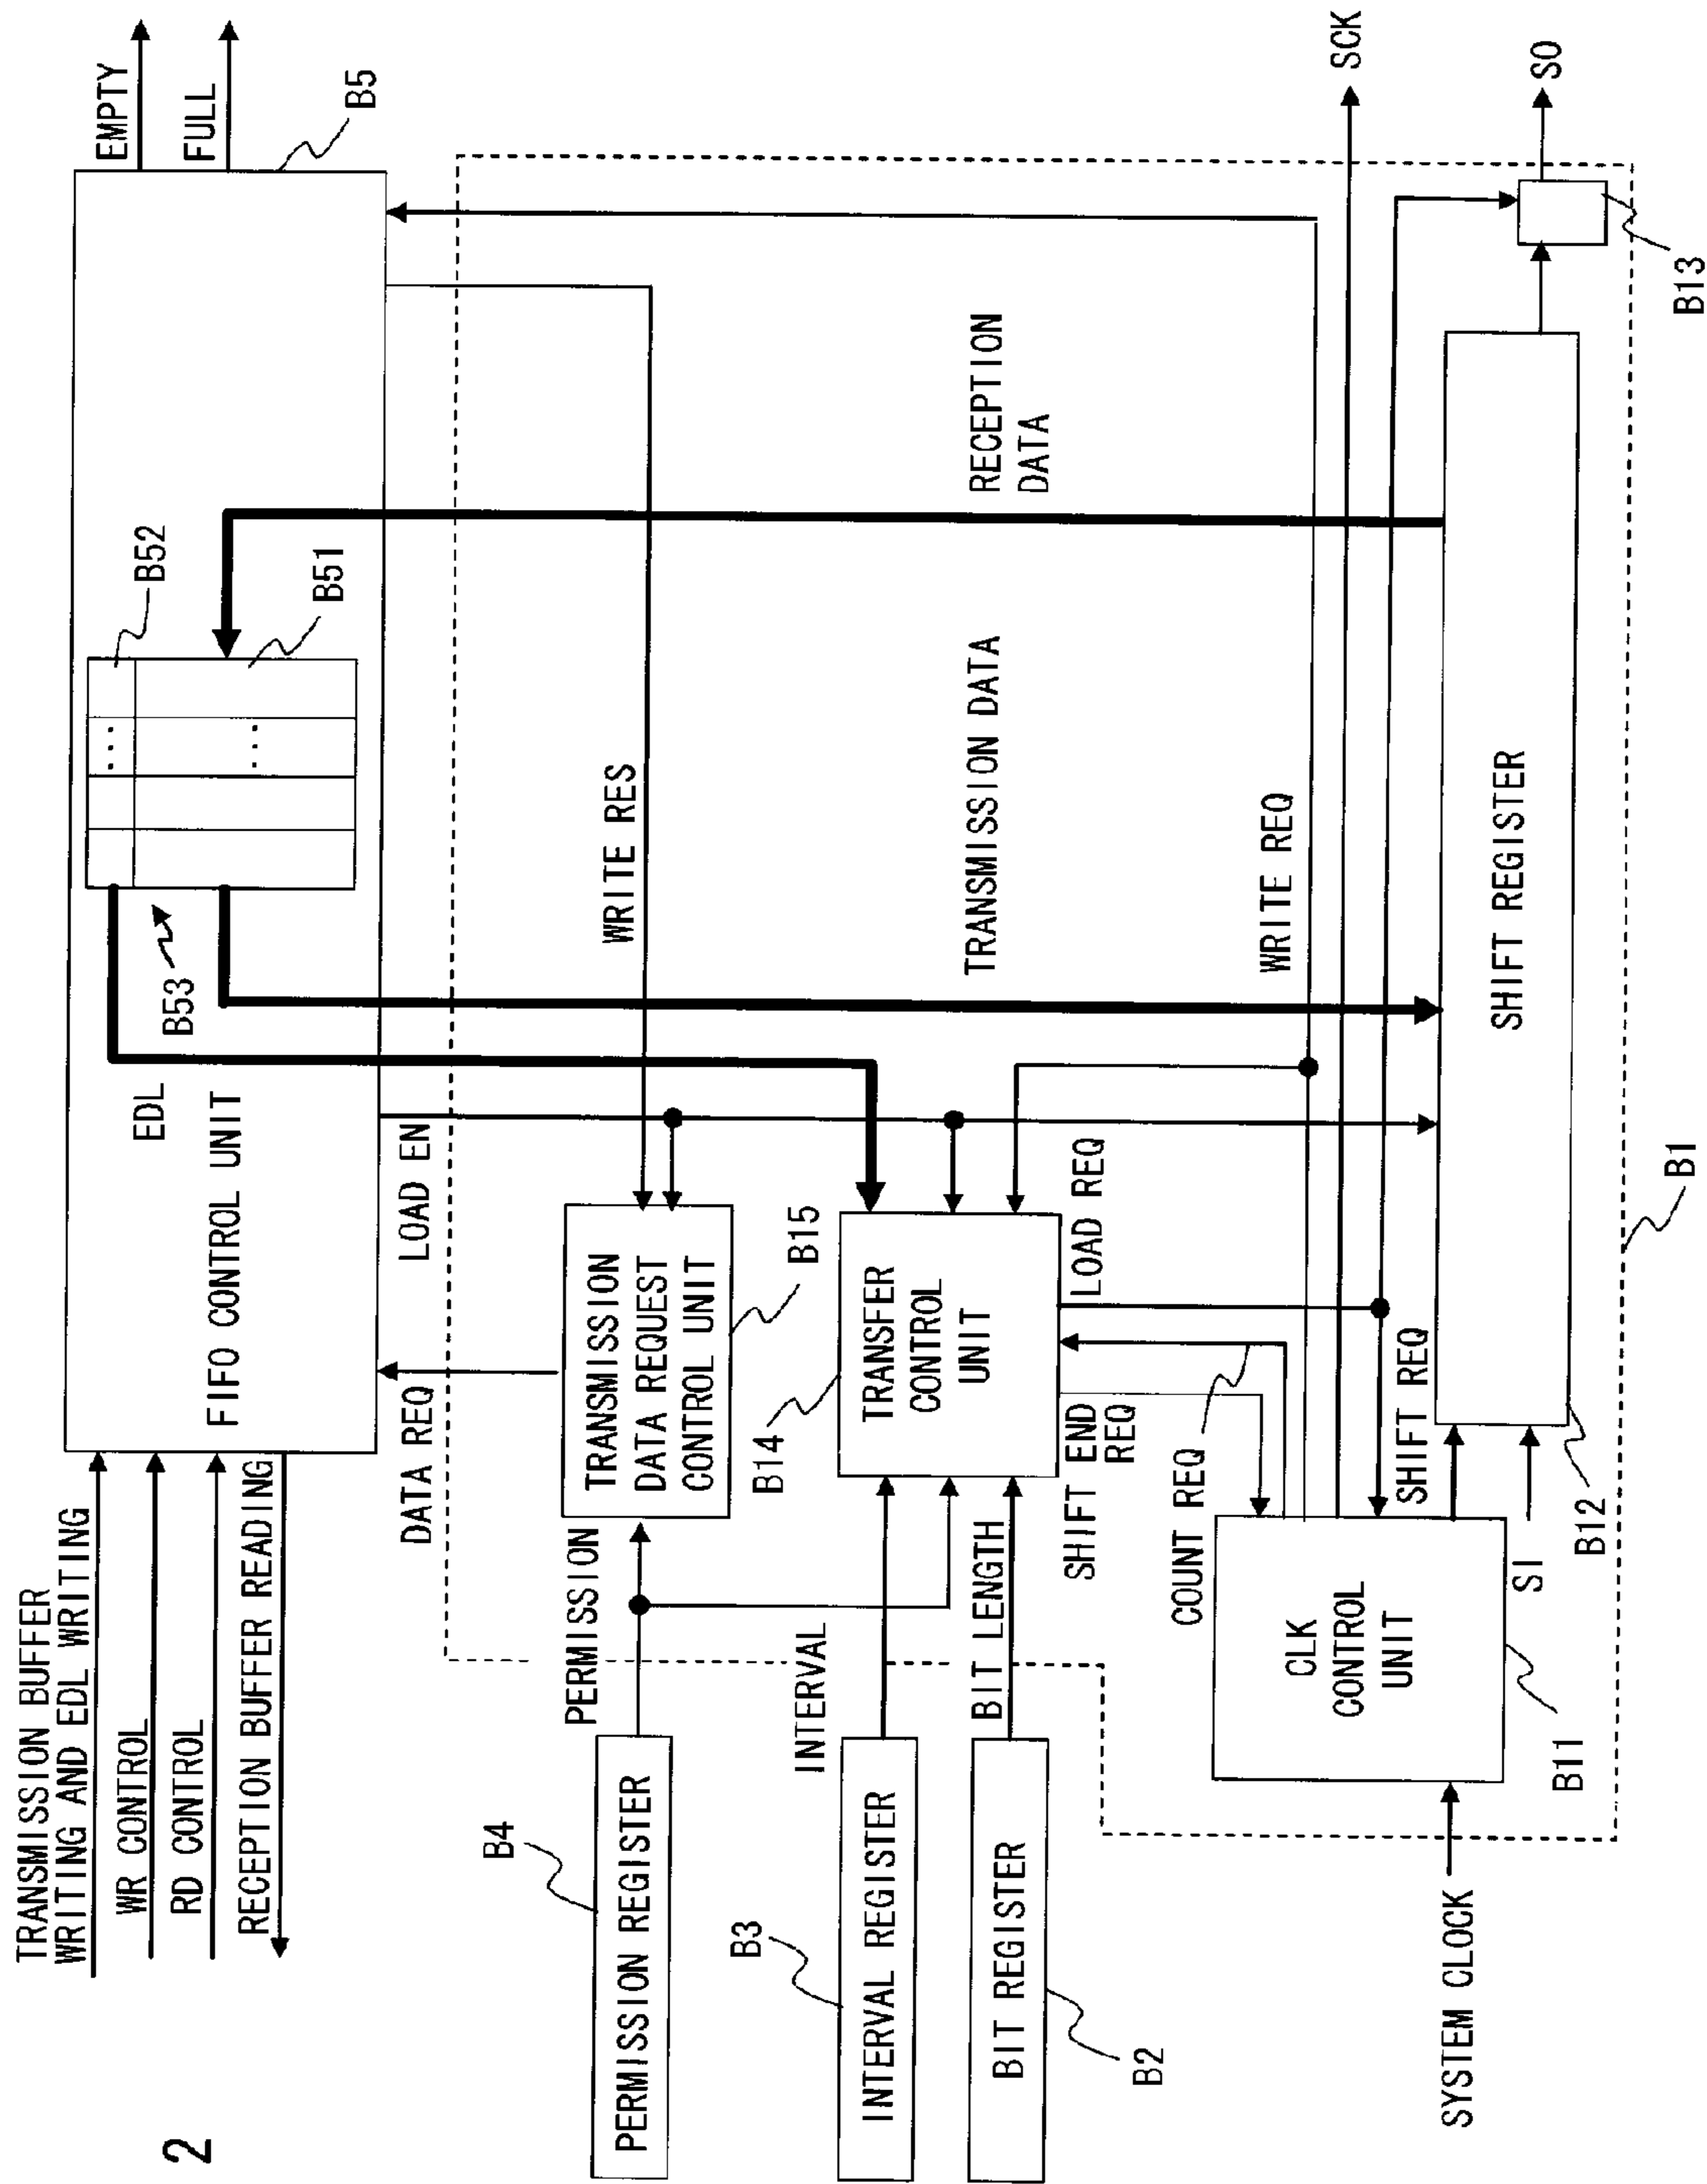 2
TRANSMISSION BUFFER
WRITING AND EDL WRITING
WR CONTROL
RD CONTROL
RECEPTION BUFFER READING
EDL
FIFO CONTROL UNIT
B53
B52
B51
EMPTY
FULL
B5
DATA REQ
LOAD EN
WRITE RES
B4
PERMISSION REGISTER
PERMISSION
TRANSMISSION
DATA REQUEST
CONTROL UNIT
B15
B3
INTERVAL REGISTER
INTERVAL
B14
TRANSFER
CONTROL
UNIT
BIT REGISTER
B2
BIT LENGTH
SHIFT END
REQ
LOAD REQ
TRANSMISSION DATA
RECEPTION
DATA
COUNT REQ
WRITE REQ
SCK
SYSTEM CLOCK
CLK
CONTROL
UNIT
B11
SHIFT REQ
SI
B12
SHIFT REGISTER
B13
SO
B1